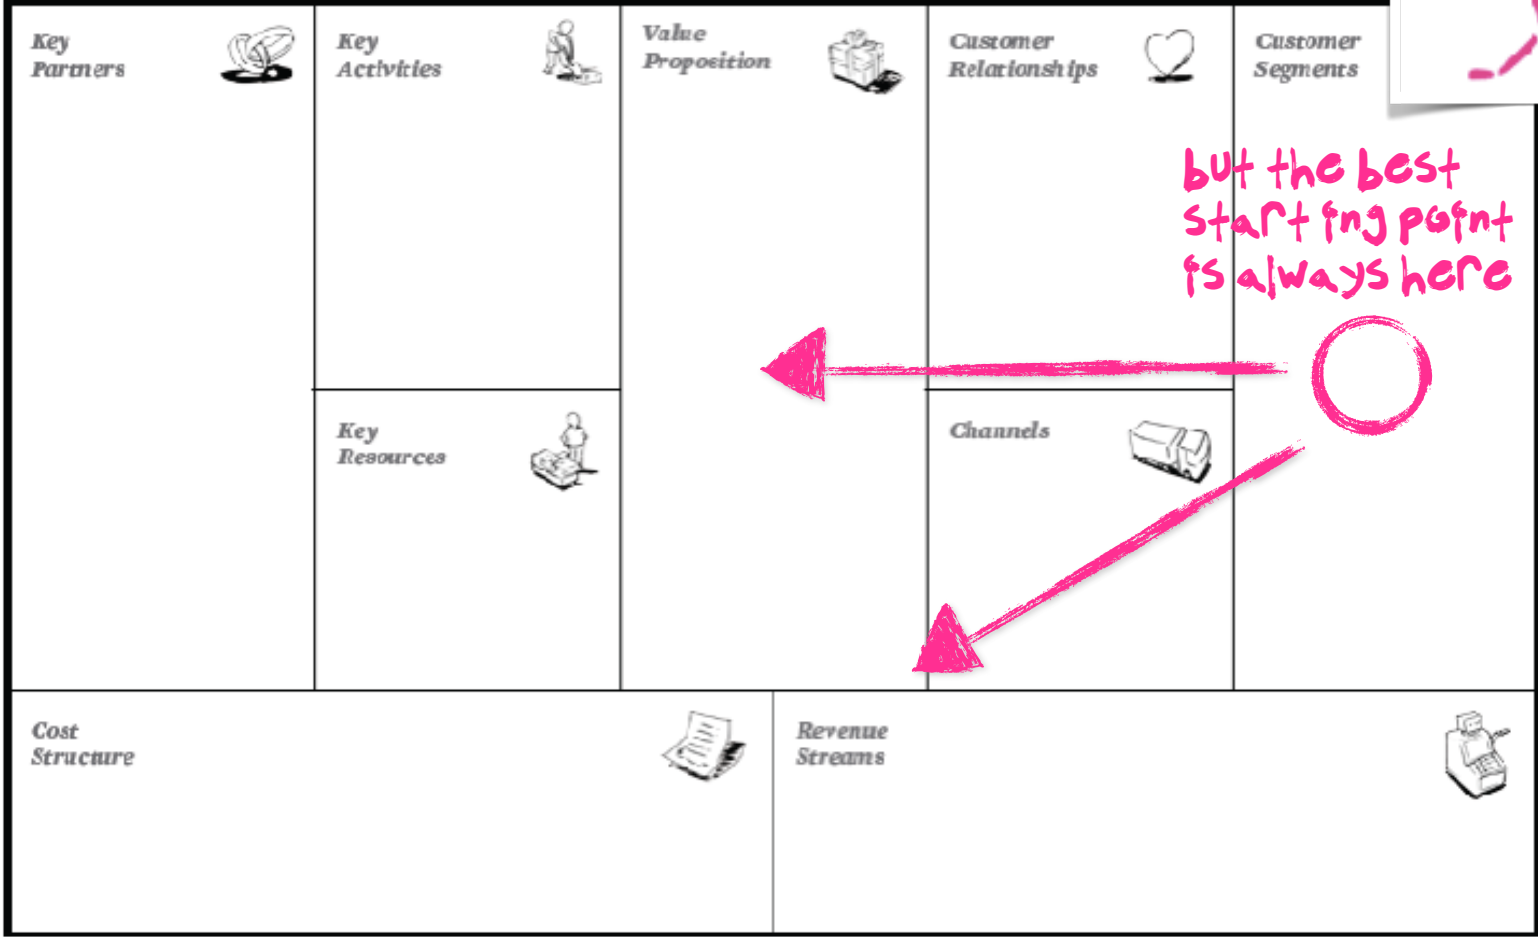 Key
Partners
Key
Activities
Value
Proposition
Customer
Relationships
Customer
Segments
but the best
starting point
is always here
Key
Resources
Channels
Cost
Structure
Revenue
Streams